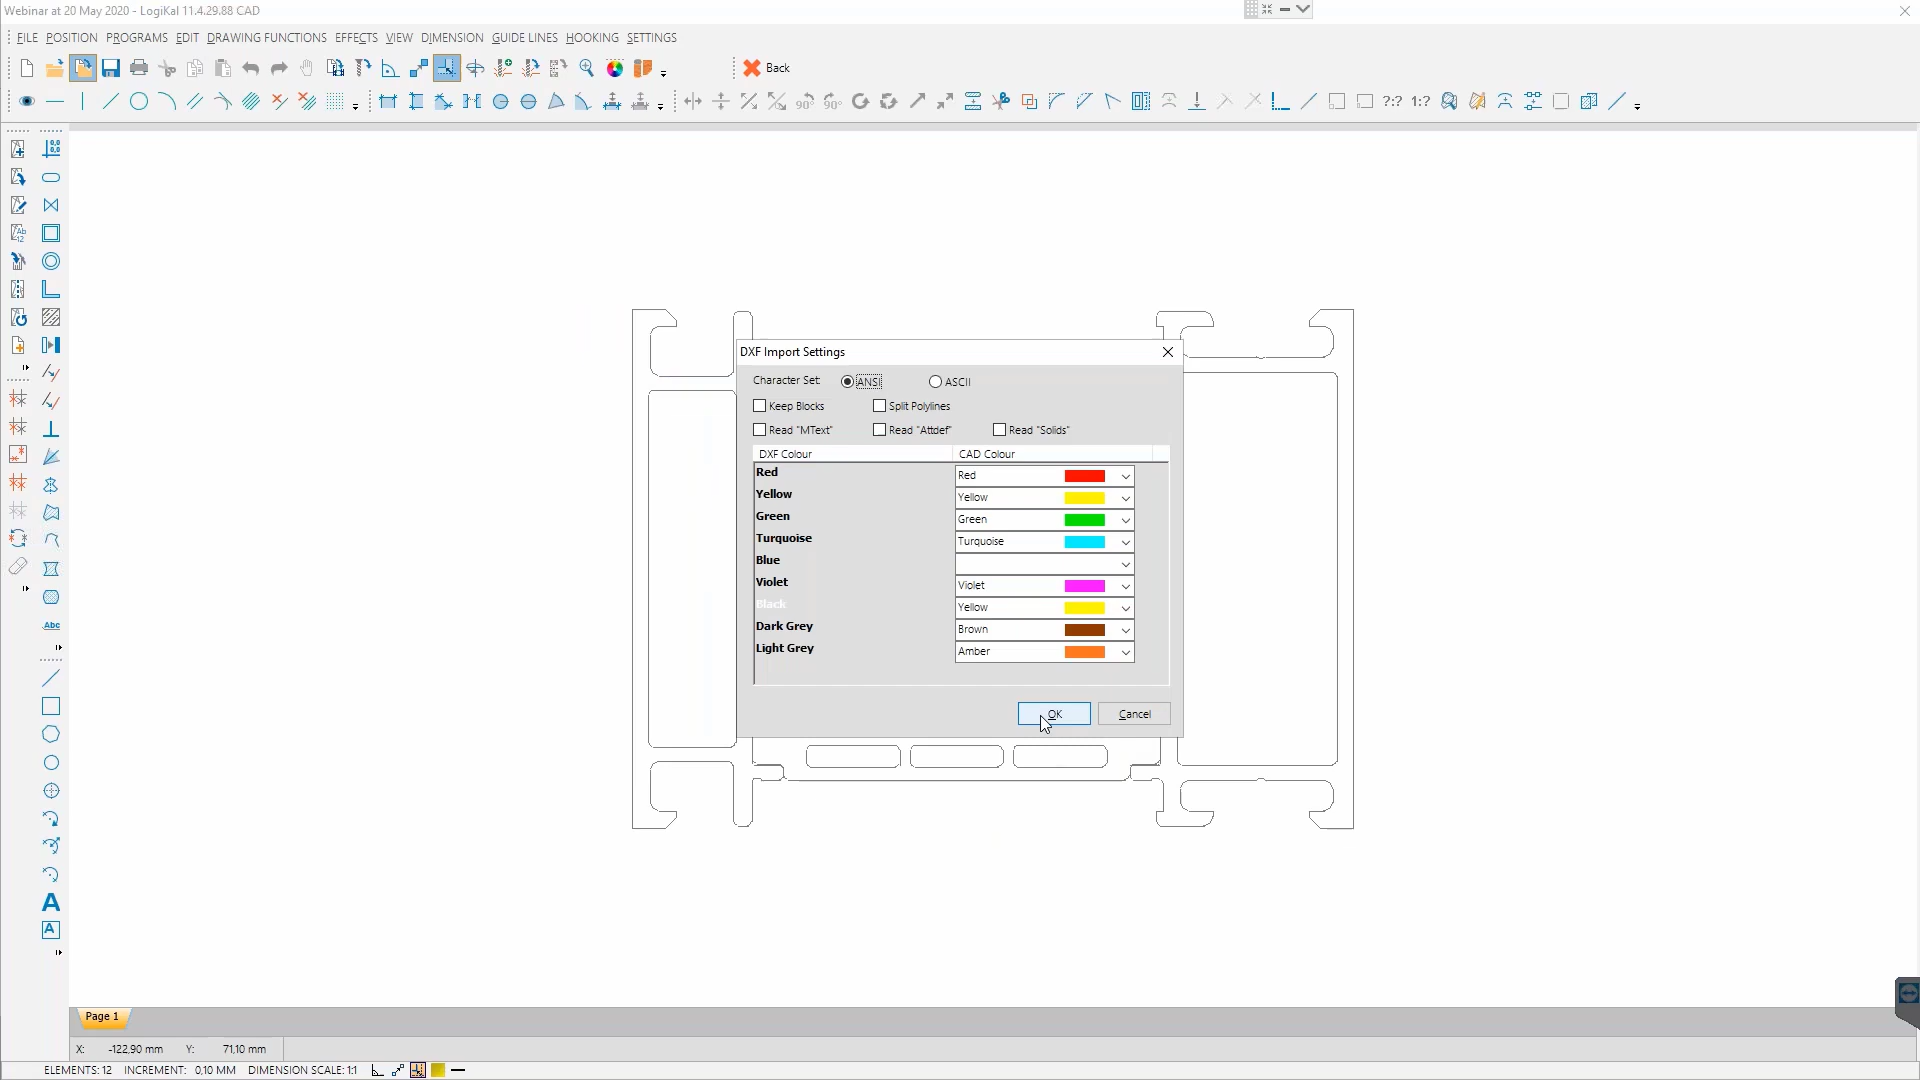 Webinar at 20 May 2020 - LogiKal 11.4.29.88 CAD
FILE POSITION PROGRAMS EDIT DRAWING FUNCTIONS EFFECTS VIEW DIMENSION GUIDE LINES HOOKING SETTINGS
Back
90° 90° ?:? 1:?
DXF Import Settings
Character Set: ANSI ASCII
Keep Blocks Split Polylines
Read "MText" Read "Attdef" Read "Solids"
DXF Colour CAD Colour
Red Red
Yellow Yellow
Green Green
Turquoise Turquoise
Blue
Violet Violet
Black Yellow
Dark Grey Brown
Light Grey Amber
OK Cancel
Abc
A
A
Page 1
X: -122,90 mm Y: 71,10 mm
ELEMENTS: 12 INCREMENT: 0,10 MM DIMENSION SCALE: 1:1